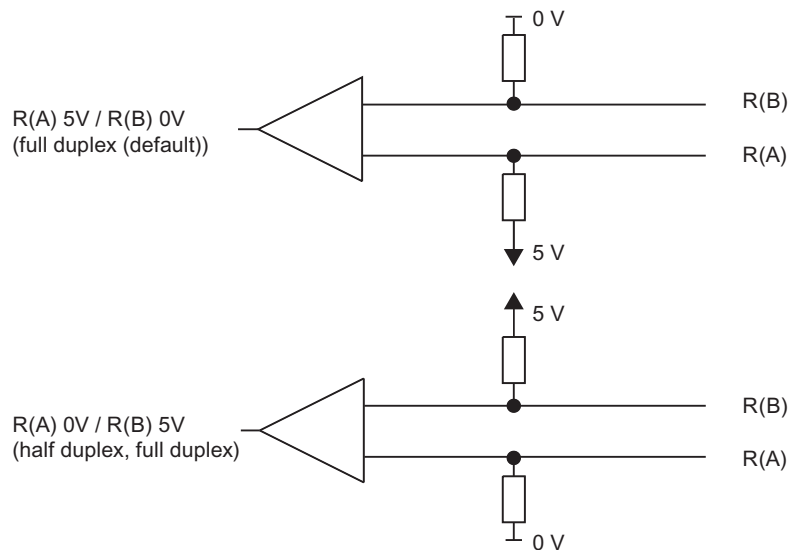 0 V
R(B)
R(A) 5V / R(B) 0V
(full duplex (default))
R(A)
5 V
5 V
R(B)
R(A) 0V / R(B) 5V
(half duplex, full duplex)
R(A)
0 V